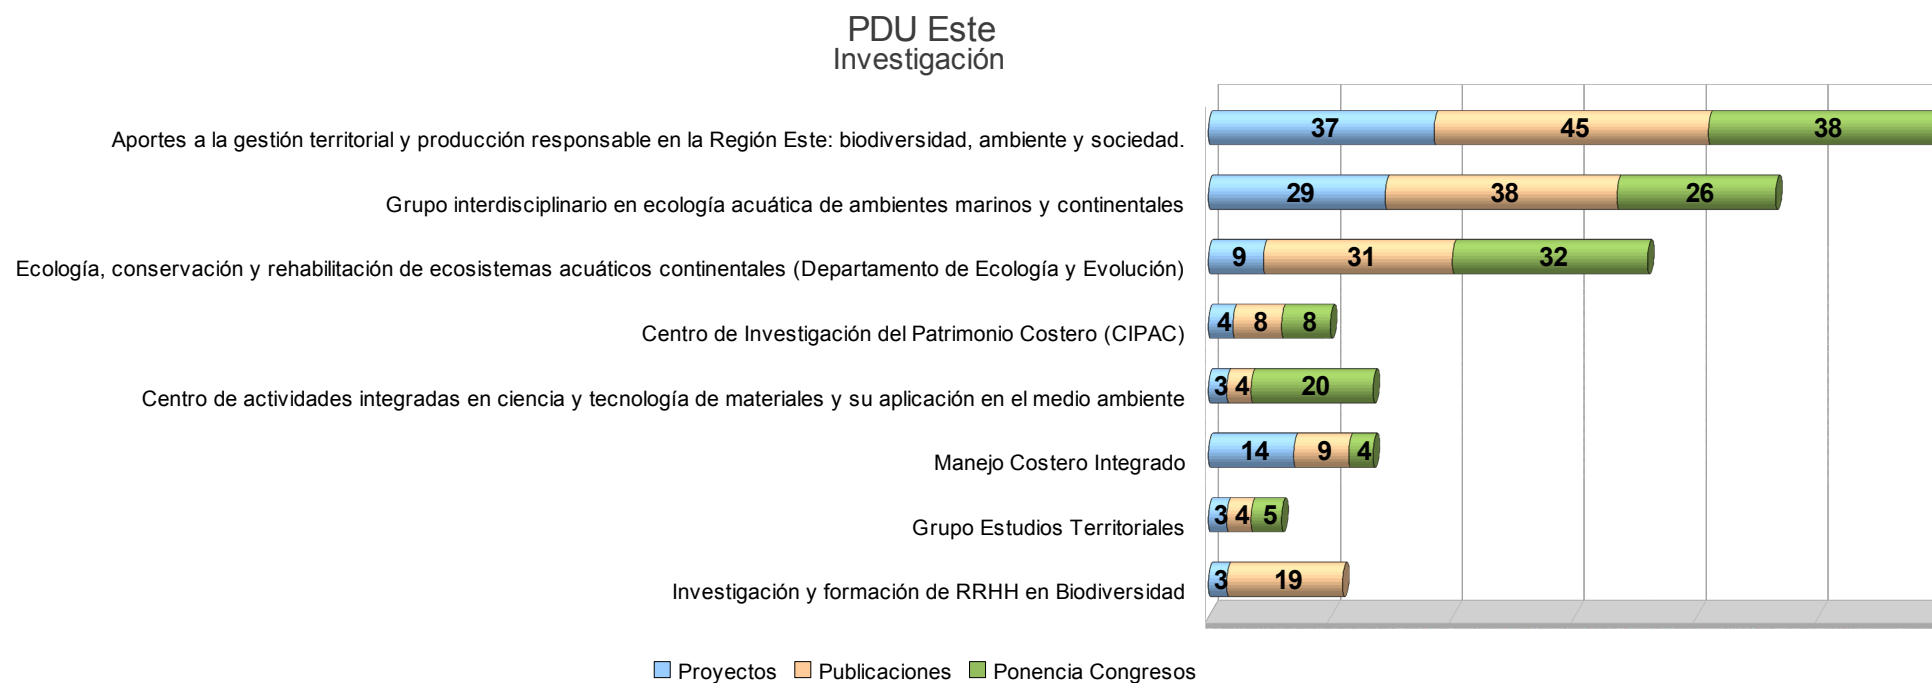 PDU Este
Investigación
Aportes a la gestión territorial y producción responsable en la Región Este: biodiversidad, ambiente y sociedad.
37 45 38
Grupo interdisciplinario en ecología acuática de ambientes marinos y continentales
29 38 26
Ecología, conservación y rehabilitación de ecosistemas acuáticos continentales (Departamento de Ecología y Evolución)
9 31 32
Centro de Investigación del Patrimonio Costero (CIPAC)
4 8 8
Centro de actividades integradas en ciencia y tecnología de materiales y su aplicación en el medio ambiente
3 4 20
Manejo Costero Integrado
14 9 4
Grupo Estudios Territoriales
3 4 5
Investigación y formación de RRHH en Biodiversidad
3 19
Proyectos Publicaciones Ponencia Congresos